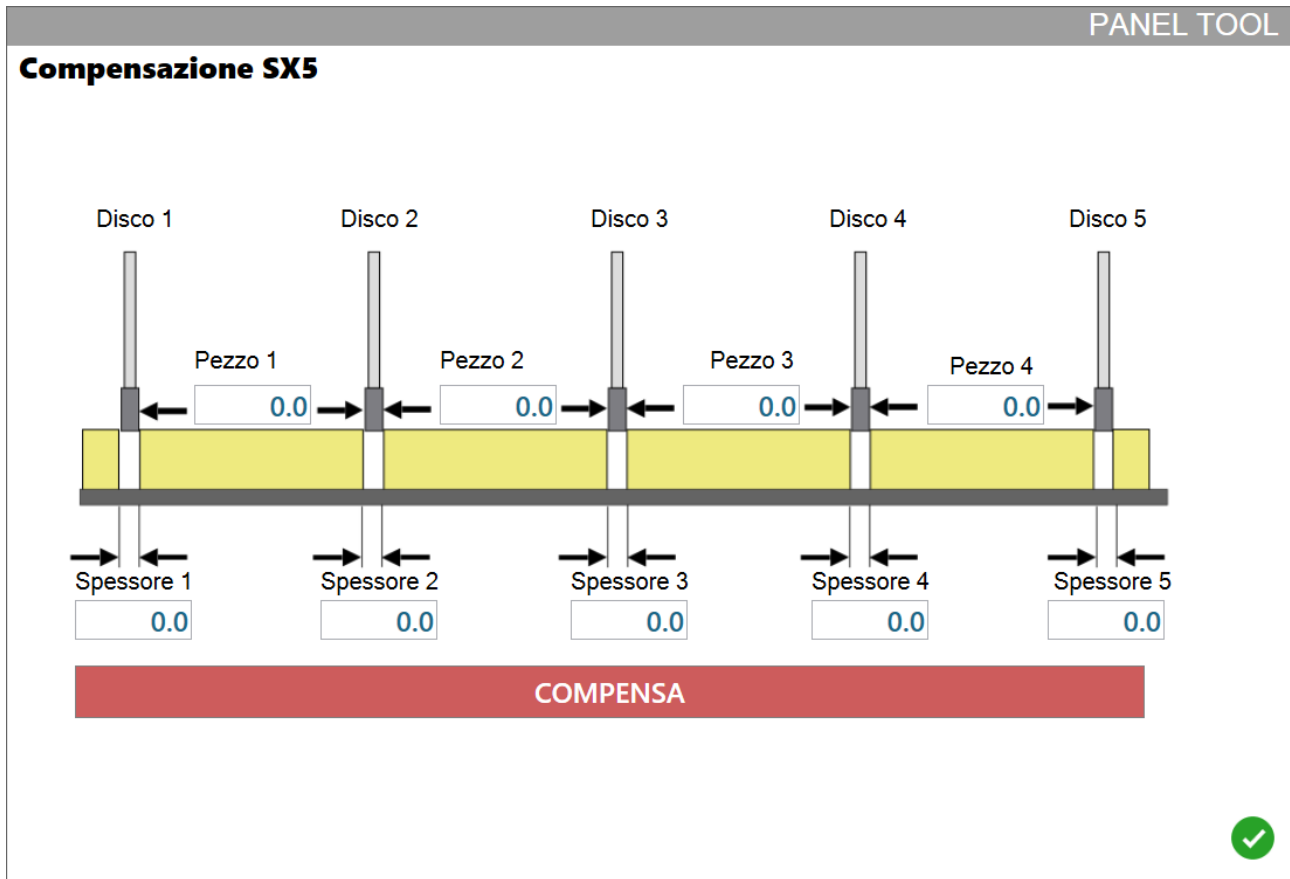 PANEL TOOL
Compensazione SX5
Disco 1 Disco 2 Disco 3 Disco 4 Disco 5
Pezzo 1 Pezzo 2 Pezzo 3 Pezzo 4
0.0 0.0 0.0 0.0
Spessore 1 Spessore 2 Spessore 3 Spessore 4 Spessore 5
0.0 0.0 0.0 0.0 0.0
COMPENSA